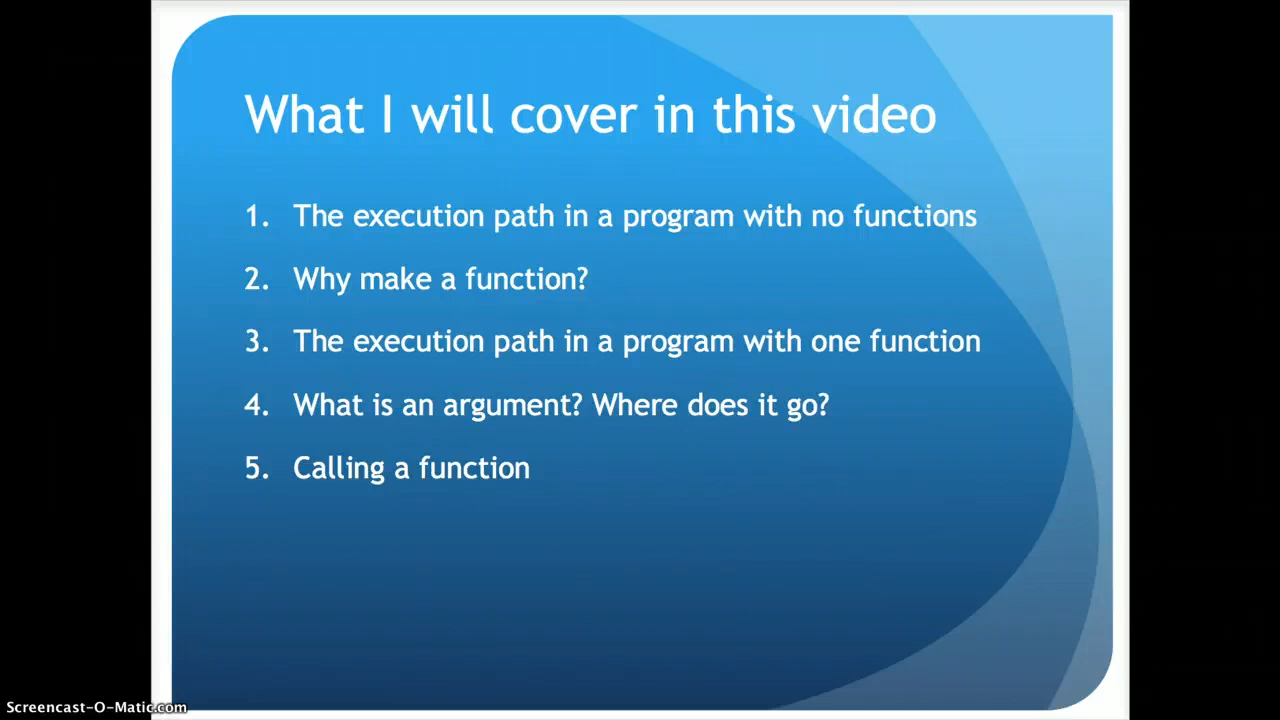 What I will cover in this video
1. The execution path in a program with no functions
2. Why make a function?
3. The execution path in a program with one function
4. What is an argument? Where does it go?
5. Calling a function
Screencast-O-Matic.com